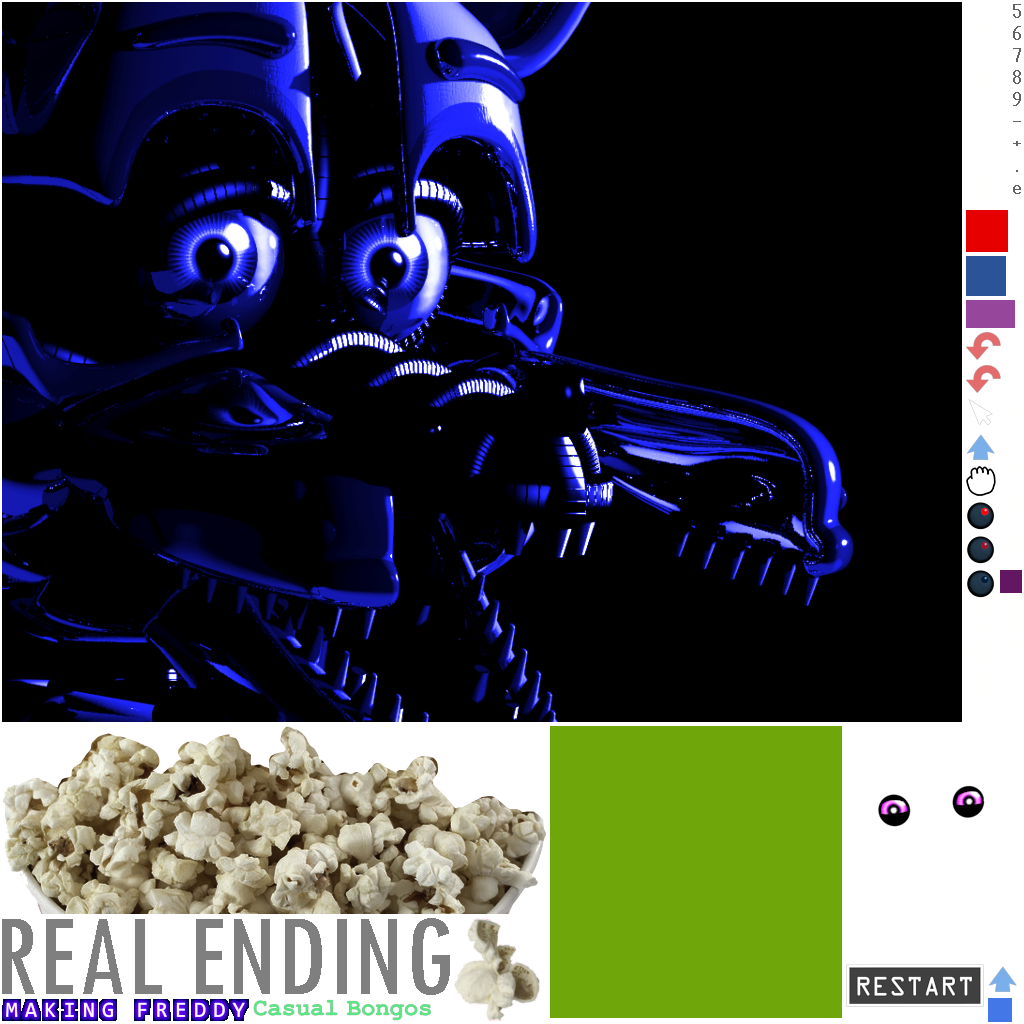 5
6
7
8
9
-
+
.
e
REAL ENDING
RESTART
MAKING FREDDY
Casual Bongos